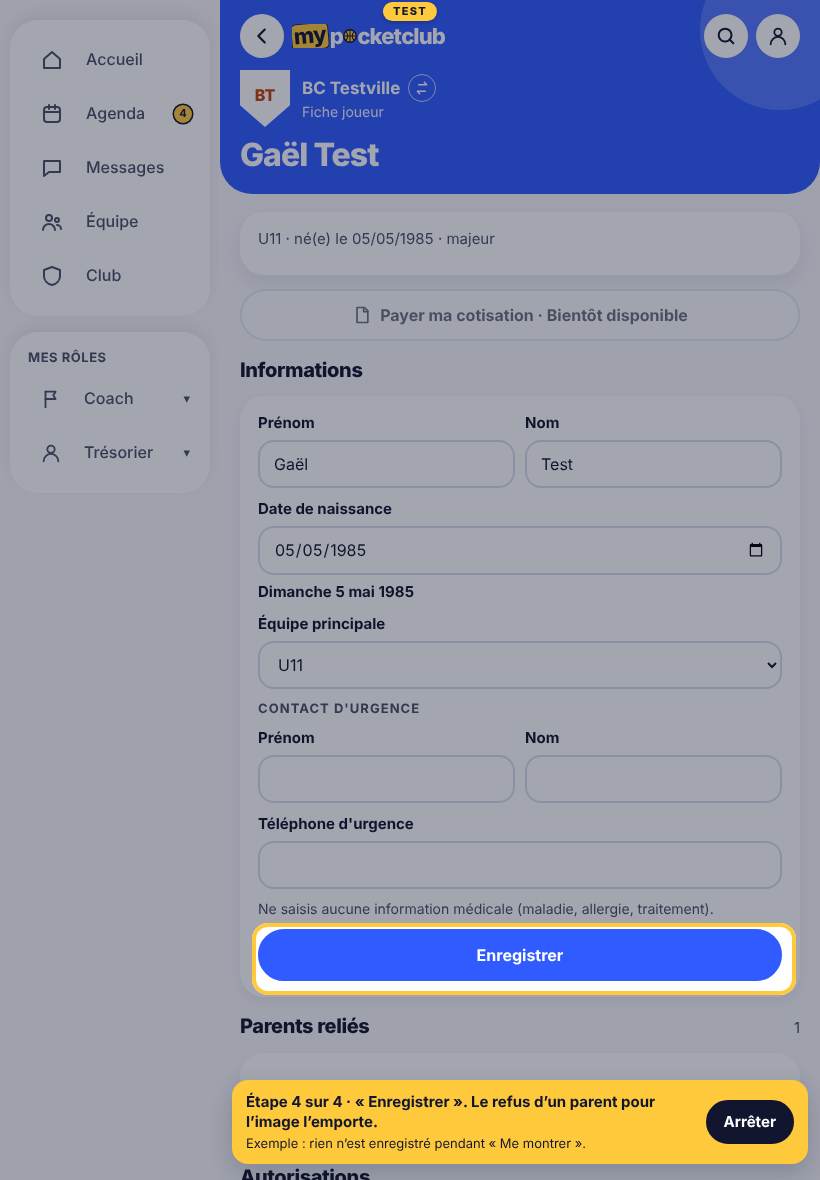 TEST
mypocketclub
BT
BC Testville
Fiche joueur
Gaël Test
Accueil
Agenda 4
Messages
Équipe
Club
MES RÔLES
Coach ▾
Trésorier ▾
U11 · né(e) le 05/05/1985 · majeur
Payer ma cotisation · Bientôt disponible
Informations
Prénom Nom
Gaël Test
Date de naissance
05/05/1985
Dimanche 5 mai 1985
Équipe principale
U11
CONTACT D'URGENCE
Prénom Nom
Téléphone d'urgence
Ne saisis aucune information médicale (maladie, allergie, traitement).
Enregistrer
Parents reliés 1
Étape 4 sur 4 · « Enregistrer ». Le refus d’un parent pour
l’image l’emporte.
Exemple : rien n’est enregistré pendant « Me montrer ».
Arrêter
Autorisations